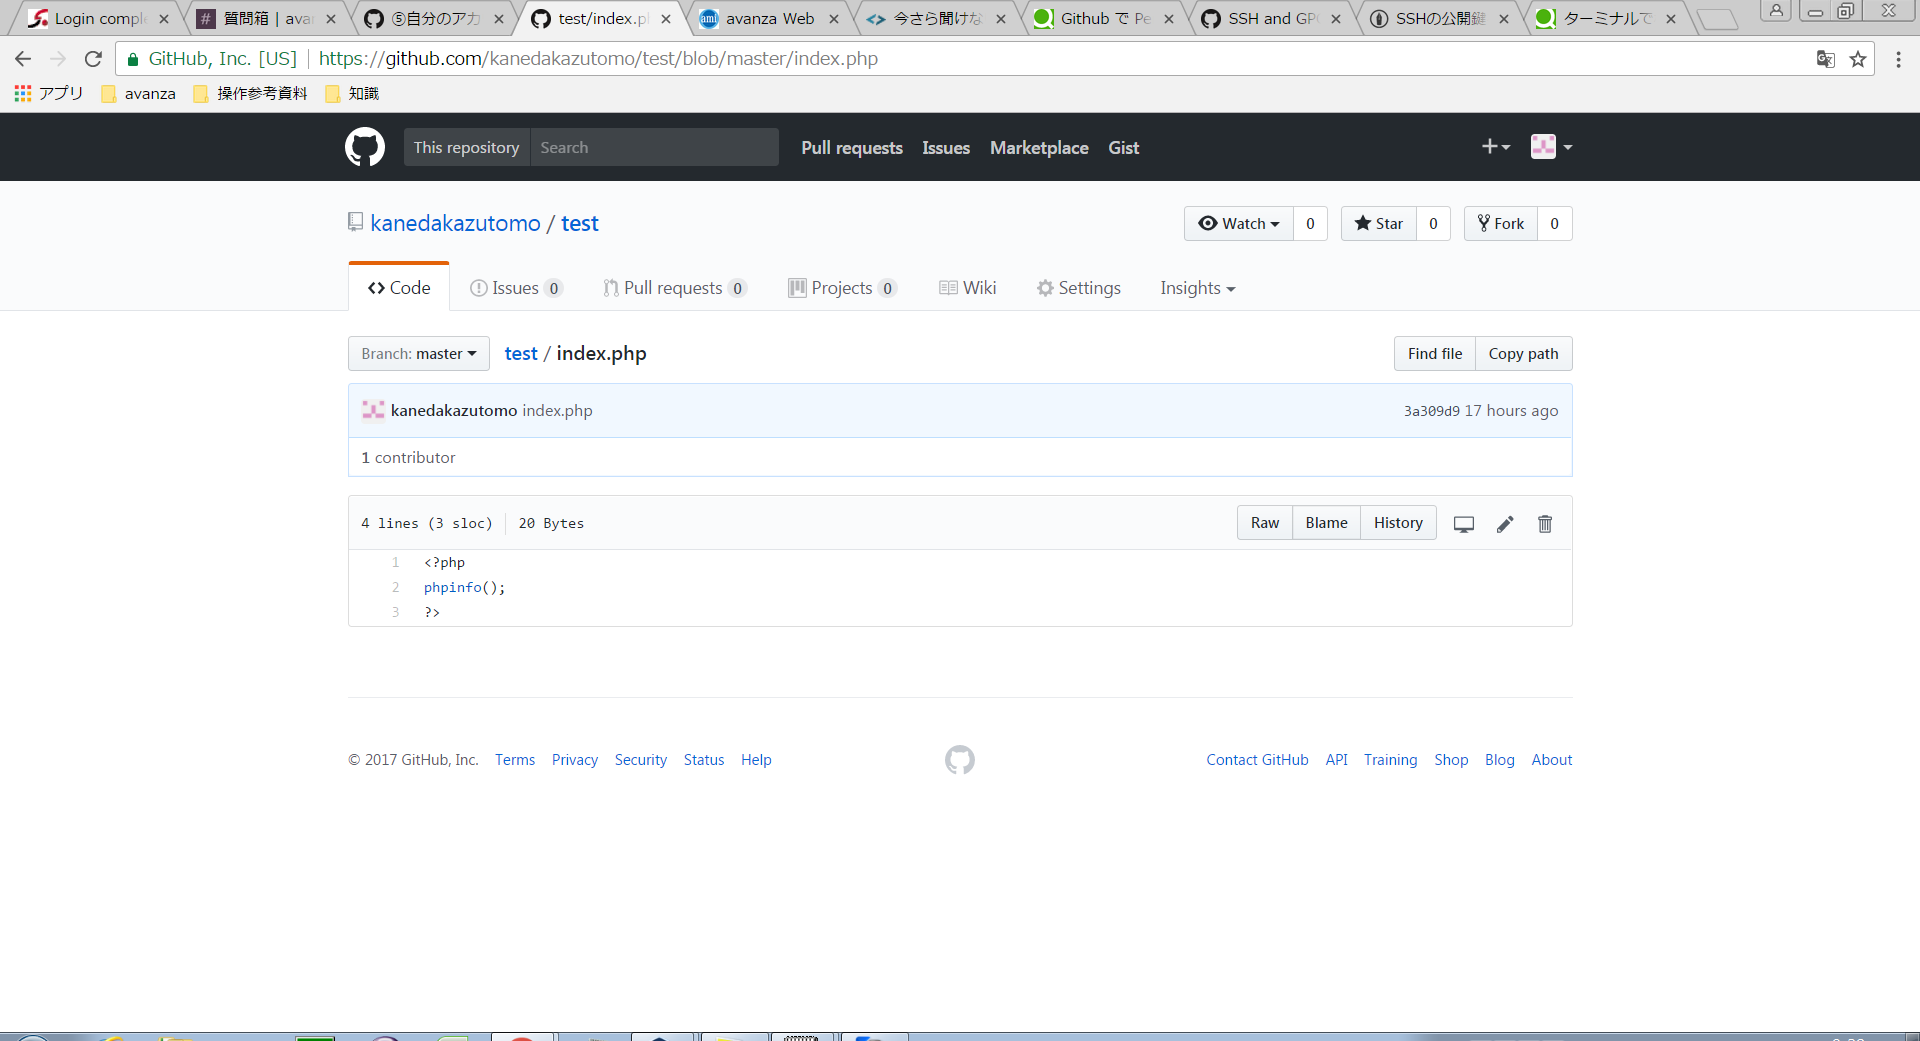 Login comple
質問箱 | avan
⑤自分のアカ
test/index.ph
avanza Web
今さら聞けな
Github で Pe
SSH and GPG
SSHの公開鍵
ターミナルで
GitHub, Inc. [US] https://github.com/kanedakazutomo/test/blob/master/index.php
アプリ avanza 操作参考資料 知識
This repository Search Pull requests Issues Marketplace Gist
kanedakazutomo / test Watch 0 Star 0 Fork 0
Code Issues 0 Pull requests 0 Projects 0 Wiki Settings Insights
Branch: master test / index.php Find file Copy path
kanedakazutomo index.php 3a309d9 17 hours ago
1 contributor
4 lines (3 sloc) 20 Bytes Raw Blame History
1 <?php
2 phpinfo();
3 ?>
© 2017 GitHub, Inc. Terms Privacy Security Status Help Contact GitHub API Training Shop Blog About